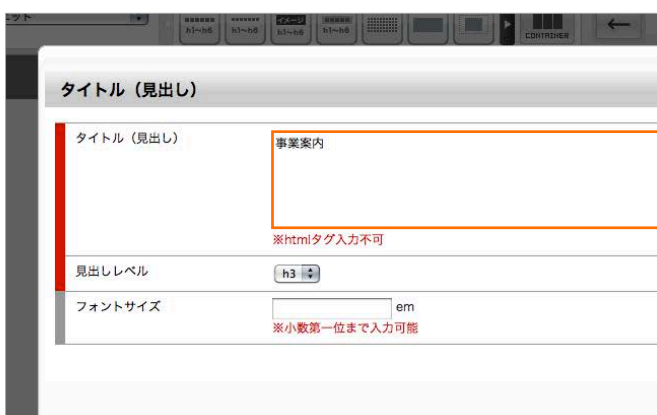 ニット
h1~h6 h1~h6 イメージ h1~h6 h1~h6 CONTAINER
タイトル（見出し）
タイトル（見出し） 事業案内
※htmlタグ入力不可
見出しレベル h3
フォントサイズ em
※小数第一位まで入力可能